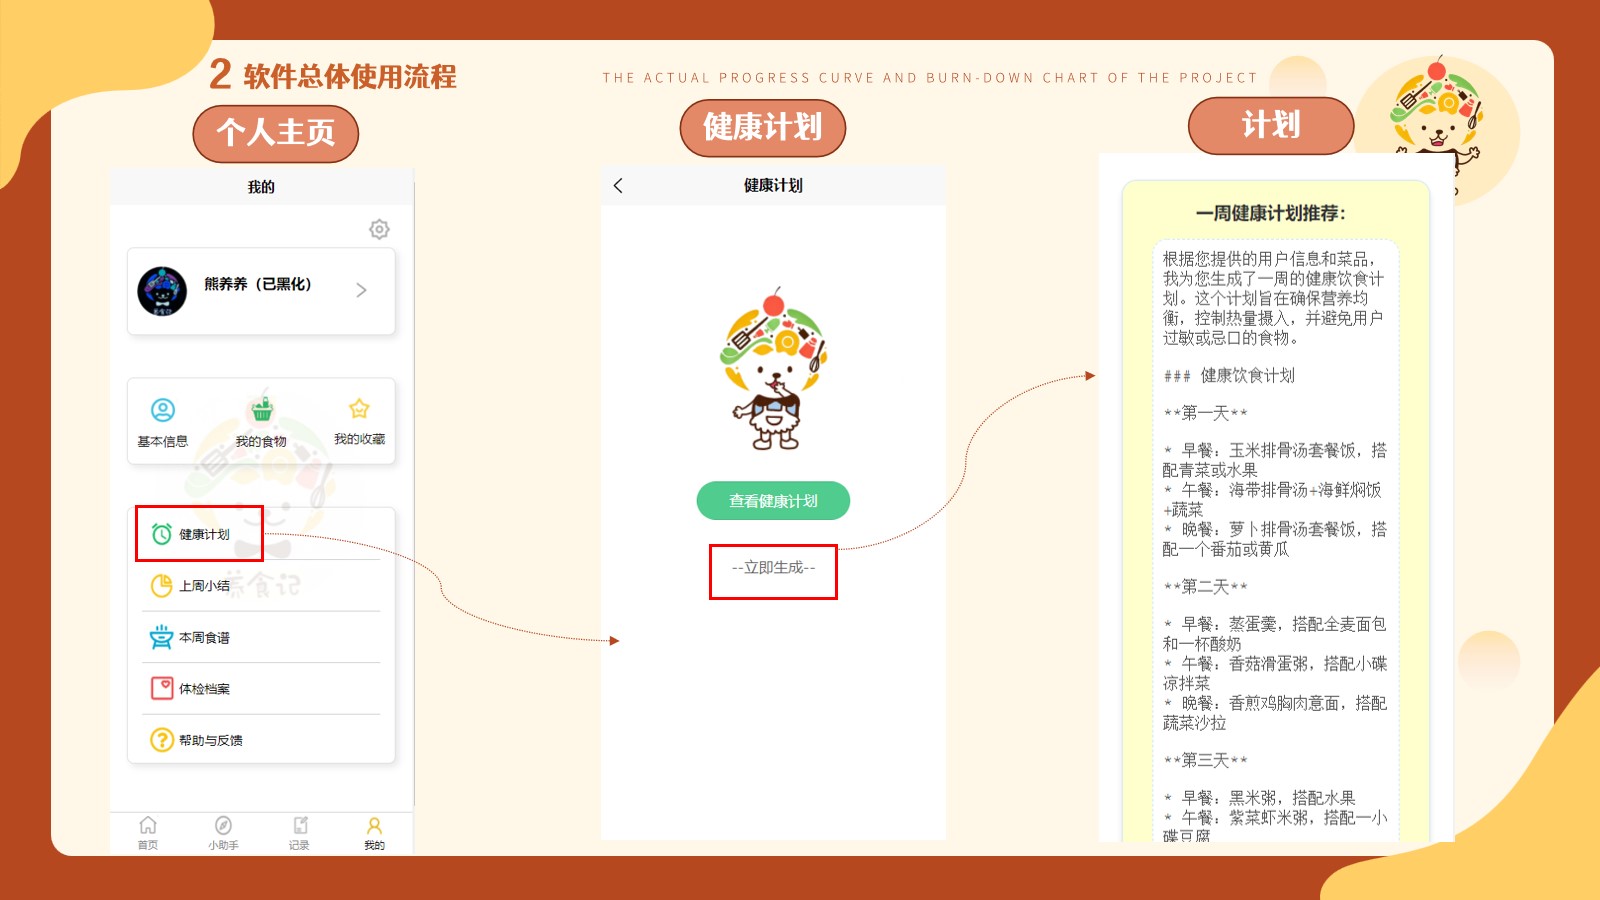 2 软件总体使用流程
THE ACTUAL PROGRESS CURVE AND BURN-DOWN CHART OF THE PROJECT
个人主页
我的
熊养养（已黑化）
养食记
基本信息
我的食物
我的收藏
健康计划
上周小结
养食记
本周食谱
体检档案
帮助与反馈
首页
小助手
记录
我的
健康计划
健康计划
查看健康计划
--立即生成--
计划
一周健康计划推荐：
根据您提供的用户信息和菜品，
我为您生成了一周的健康饮食计
划。这个计划旨在确保营养均
衡，控制热量摄入，并避免用户
过敏或忌口的食物。
### 健康饮食计划
**第一天**
* 早餐：玉米排骨汤套餐饭，搭
配青菜或水果
* 午餐：海带排骨汤+海鲜焖饭
+蔬菜
* 晚餐：萝卜排骨汤套餐饭，搭
配一个番茄或黄瓜
**第二天**
* 早餐：蒸蛋羹，搭配全麦面包
和一杯酸奶
* 午餐：香菇滑蛋粥，搭配小碟
凉拌菜
* 晚餐：香煎鸡胸肉意面，搭配
蔬菜沙拉
**第三天**
* 早餐：黑米粥，搭配水果
* 午餐：紫菜虾米粥，搭配一小
碟豆腐